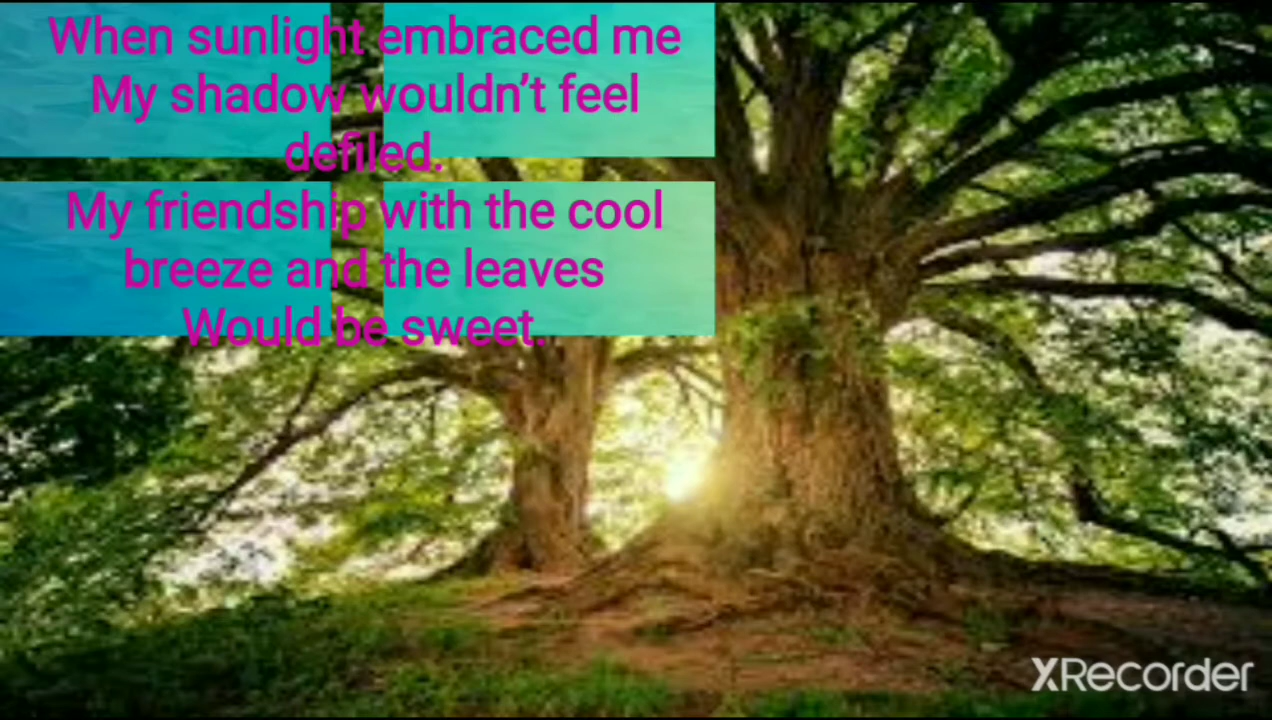 When sunlight embraced me
My shadow wouldn’t feel
defiled.
My friendship with the cool
breeze and the leaves
Would be sweet.
XRecorder